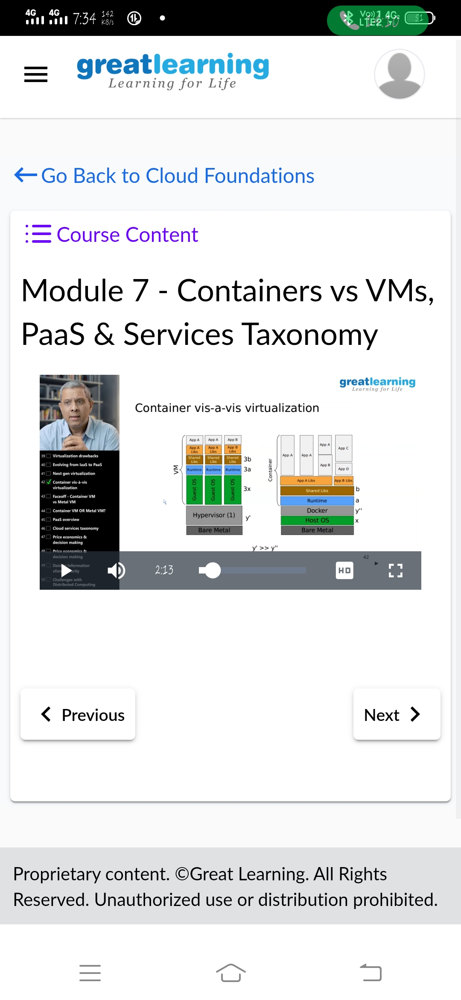 4G 4G 7:34 142 KB/s
Vo)) 1 4G2
LTE2
51
greatlearning
Learning for Life
Go Back to Cloud Foundations
Course Content
Module 7 - Containers vs VMs,
PaaS & Services Taxonomy
greatlearning
Learning for Life
Container vis-a-vis virtualization
39 Virtualization drawbacks
40 Evolving from IaaS to PaaS
41 Next gen virtualization
42 Container vis-à-vis
virtualization
43 Faceoff - Container VM
vs Metal VM
44 Container VM OR Metal VM?
45 PaaS overview
46 Cloud services taxonomy
47 Price economics &
decision making
48 Price economics &
decision making
49 Data Information
50 Challenges with
Distributed Computing
VM
App A App A App B
App A Libs App A Libs App B Libs
Shared Libs Shared Libs Shared Libs 3b
Runtime Runtime Runtime 3a
Guest OS Guest OS Guest OS 3x
Hypervisor (1) y'
Bare Metal
Container
App A App A App A App C
App B App D
App A Libs App B Libs
Shared Libs b
Runtime a
Docker y''
Host OS x
Bare Metal
y' >> y''
42
2:13
HD
Previous
Next
Proprietary content. ©Great Learning. All Rights
Reserved. Unauthorized use or distribution prohibited.